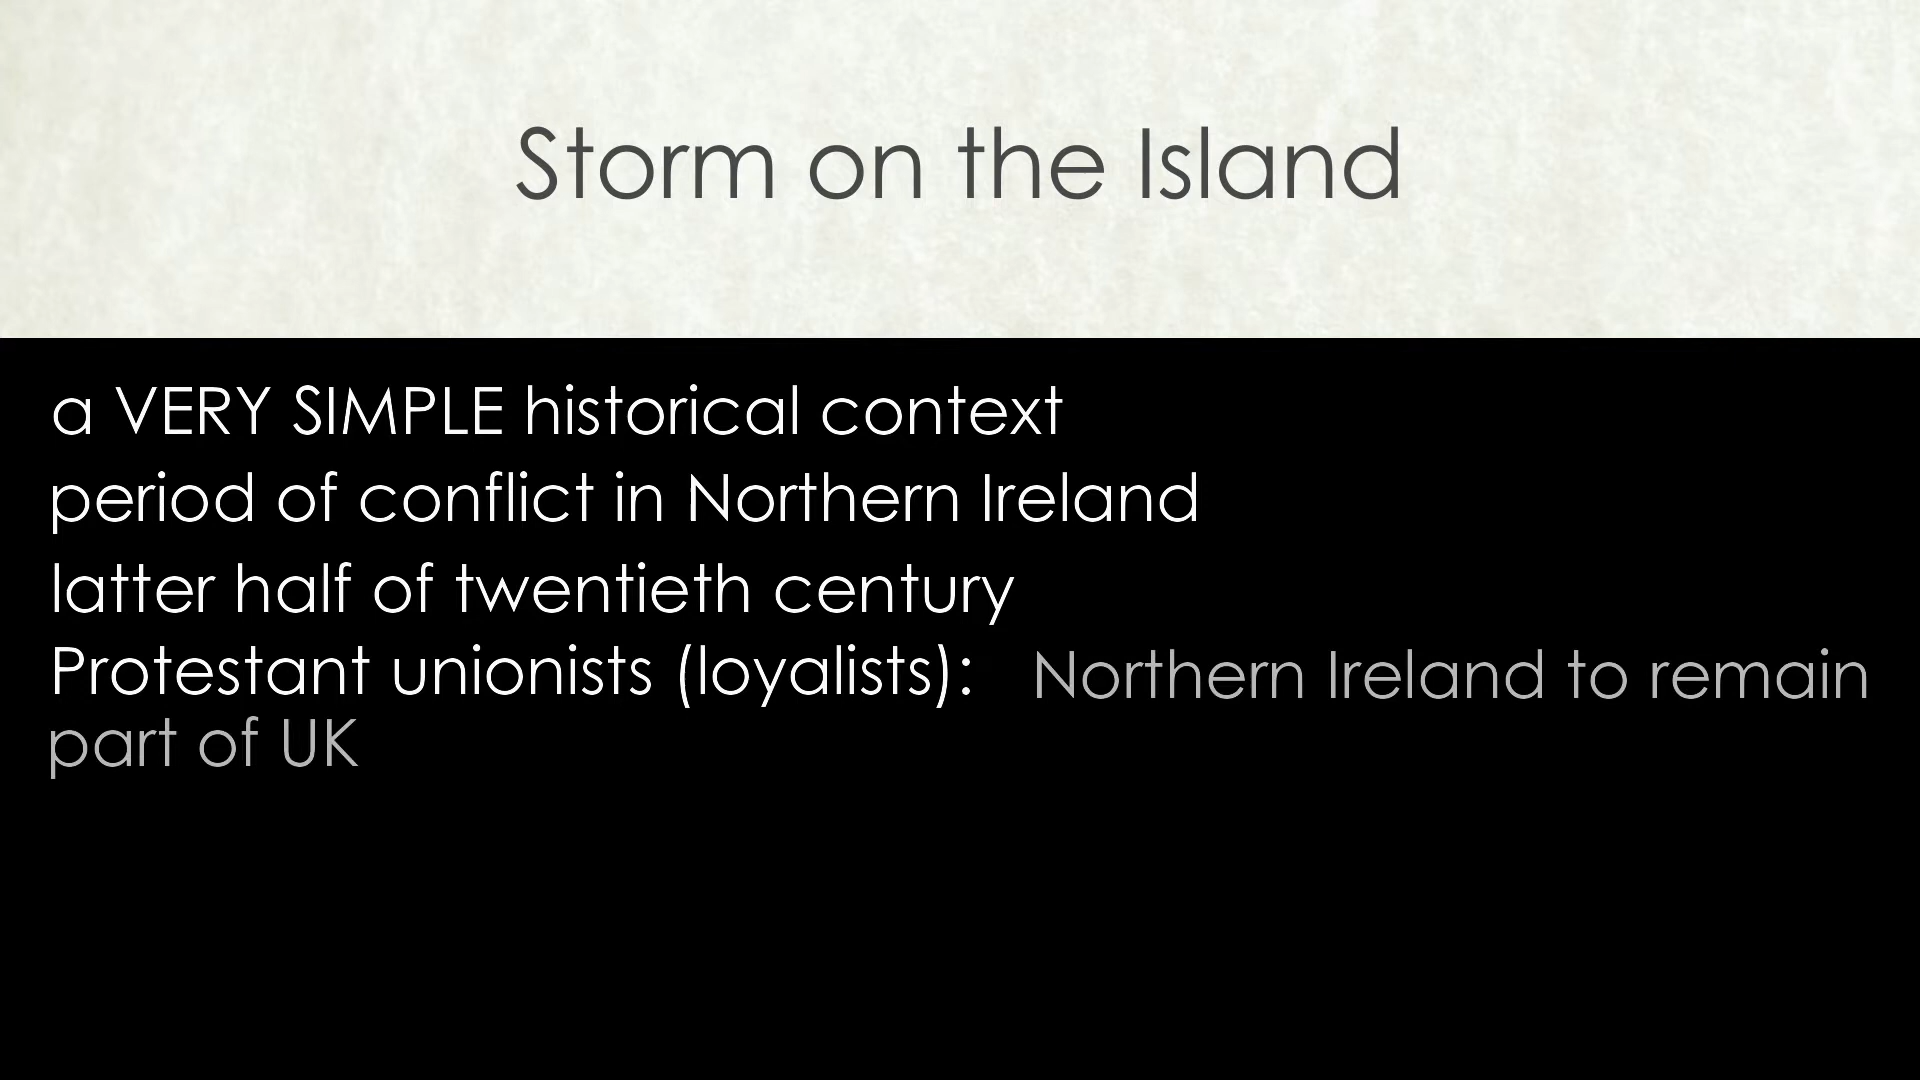 Storm on the Island
a VERY SIMPLE historical context
period of conflict in Northern Ireland
latter half of twentieth century
Protestant unionists (loyalists): Northern Ireland to remain
part of UK